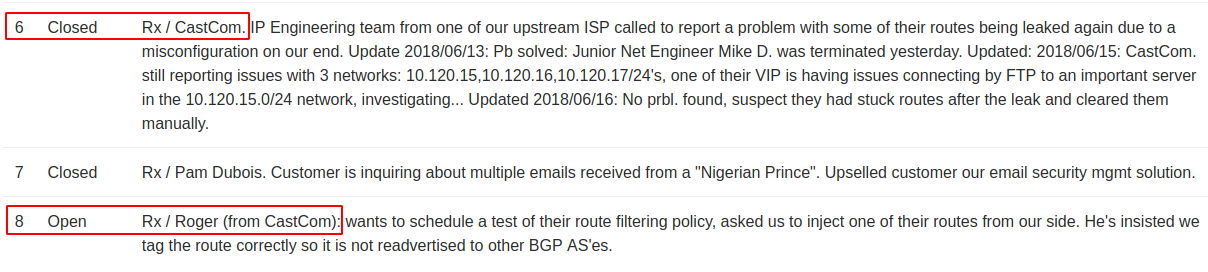 6 Closed Rx / CastCom. IP Engineering team from one of our upstream ISP called to report a problem with some of their routes being leaked again due to a
misconfiguration on our end. Update 2018/06/13: Pb solved: Junior Net Engineer Mike D. was terminated yesterday. Updated: 2018/06/15: CastCom.
still reporting issues with 3 networks: 10.120.15,10.120.16,10.120.17/24's, one of their VIP is having issues connecting by FTP to an important server
in the 10.120.15.0/24 network, investigating... Updated 2018/06/16: No prbl. found, suspect they had stuck routes after the leak and cleared them
manually.
7 Closed Rx / Pam Dubois. Customer is inquiring about multiple emails received from a "Nigerian Prince". Upselled customer our email security mgmt solution.
8 Open Rx / Roger (from CastCom): wants to schedule a test of their route filtering policy, asked us to inject one of their routes from our side. He's insisted we
tag the route correctly so it is not readvertised to other BGP AS'es.